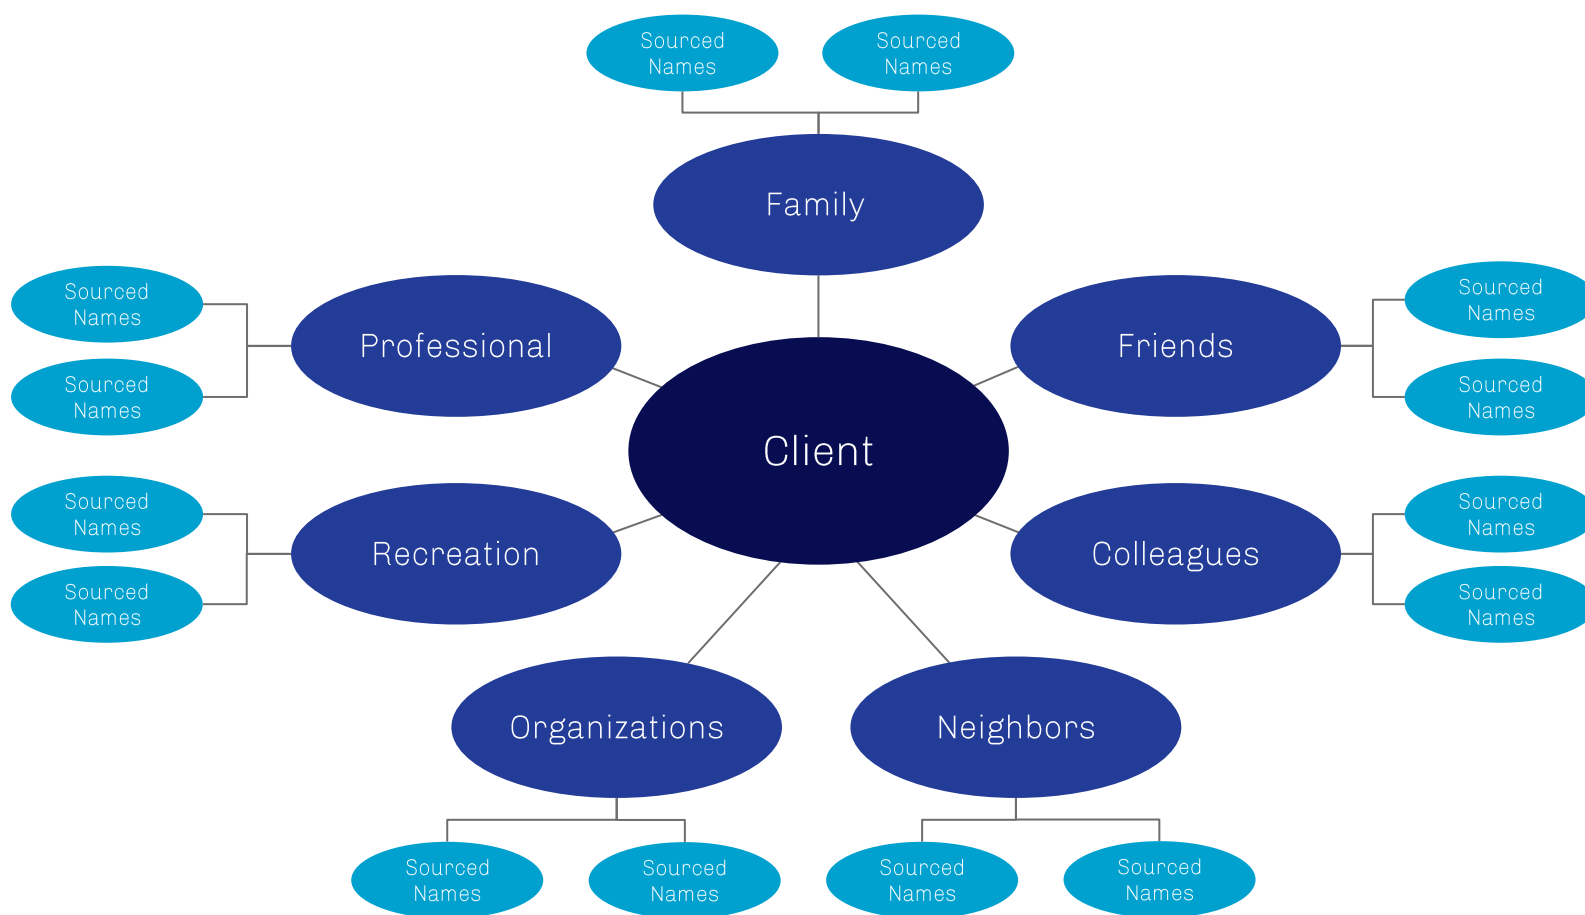 Sourced
Names
Sourced
Names
Family
Sourced
Names
Sourced
Names
Professional
Friends
Sourced
Names
Sourced
Names
Client
Sourced
Names
Sourced
Names
Recreation
Colleagues
Sourced
Names
Sourced
Names
Organizations
Neighbors
Sourced
Names
Sourced
Names
Sourced
Names
Sourced
Names